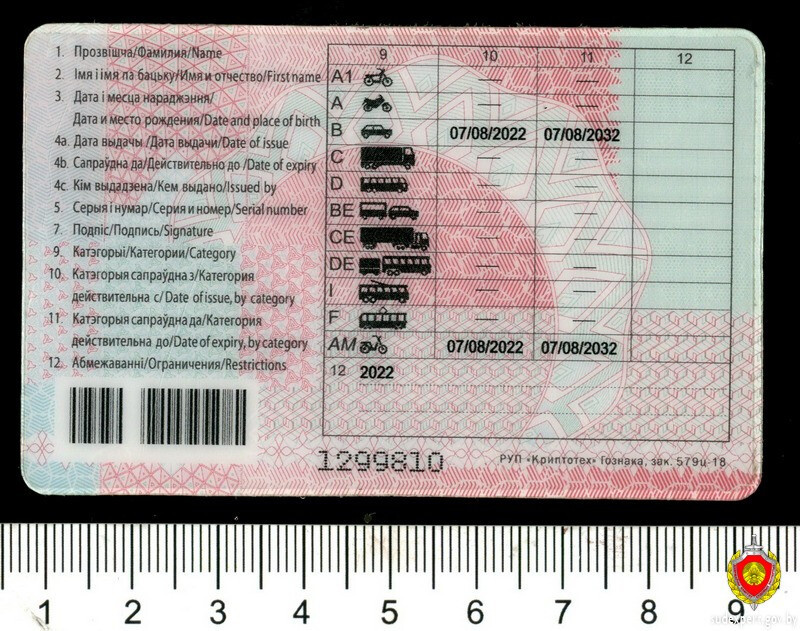 1. Прозвішча/Фамилия/Name
2. Імя і імя па бацьку/Имя и отчество/First name
3. Дата і месца нараджэння/
Дата и место рождения/Date and place of birth
4a. Дата выдачы /Дата выдачи/Date of issue
4b. Сапраўдна да/Действительно до /Date of expiry
4c. Кім выдадзена/Кем выдано/Issued by
5 Серыя і нумар/Серия и номер/Serial number
7 Подпіс/Подпись/Signature
9. Катэгорыі/Категории/Category
10. Катэгорыя сапраўдна з/Категория
действительна с/Date of issue, by category
11. Катэгорыя сапраўдна да/Категория
действительна до/Date of expiry, by category
12. Абмежаванні/Ограничения/Restrictions
9 10 11 12
A1 — —
A — —
B 07/08/2022 07/08/2032
C — —
D — —
BE — —
CE — —
DE — —
I — —
F — —
AM 07/08/2022 07/08/2032
12 2022
1299810
РУП «Криптотех» Гознака, зак. 579ц-18
1 2 3 4 5 6 7 8 9
sudexpert.gov.by